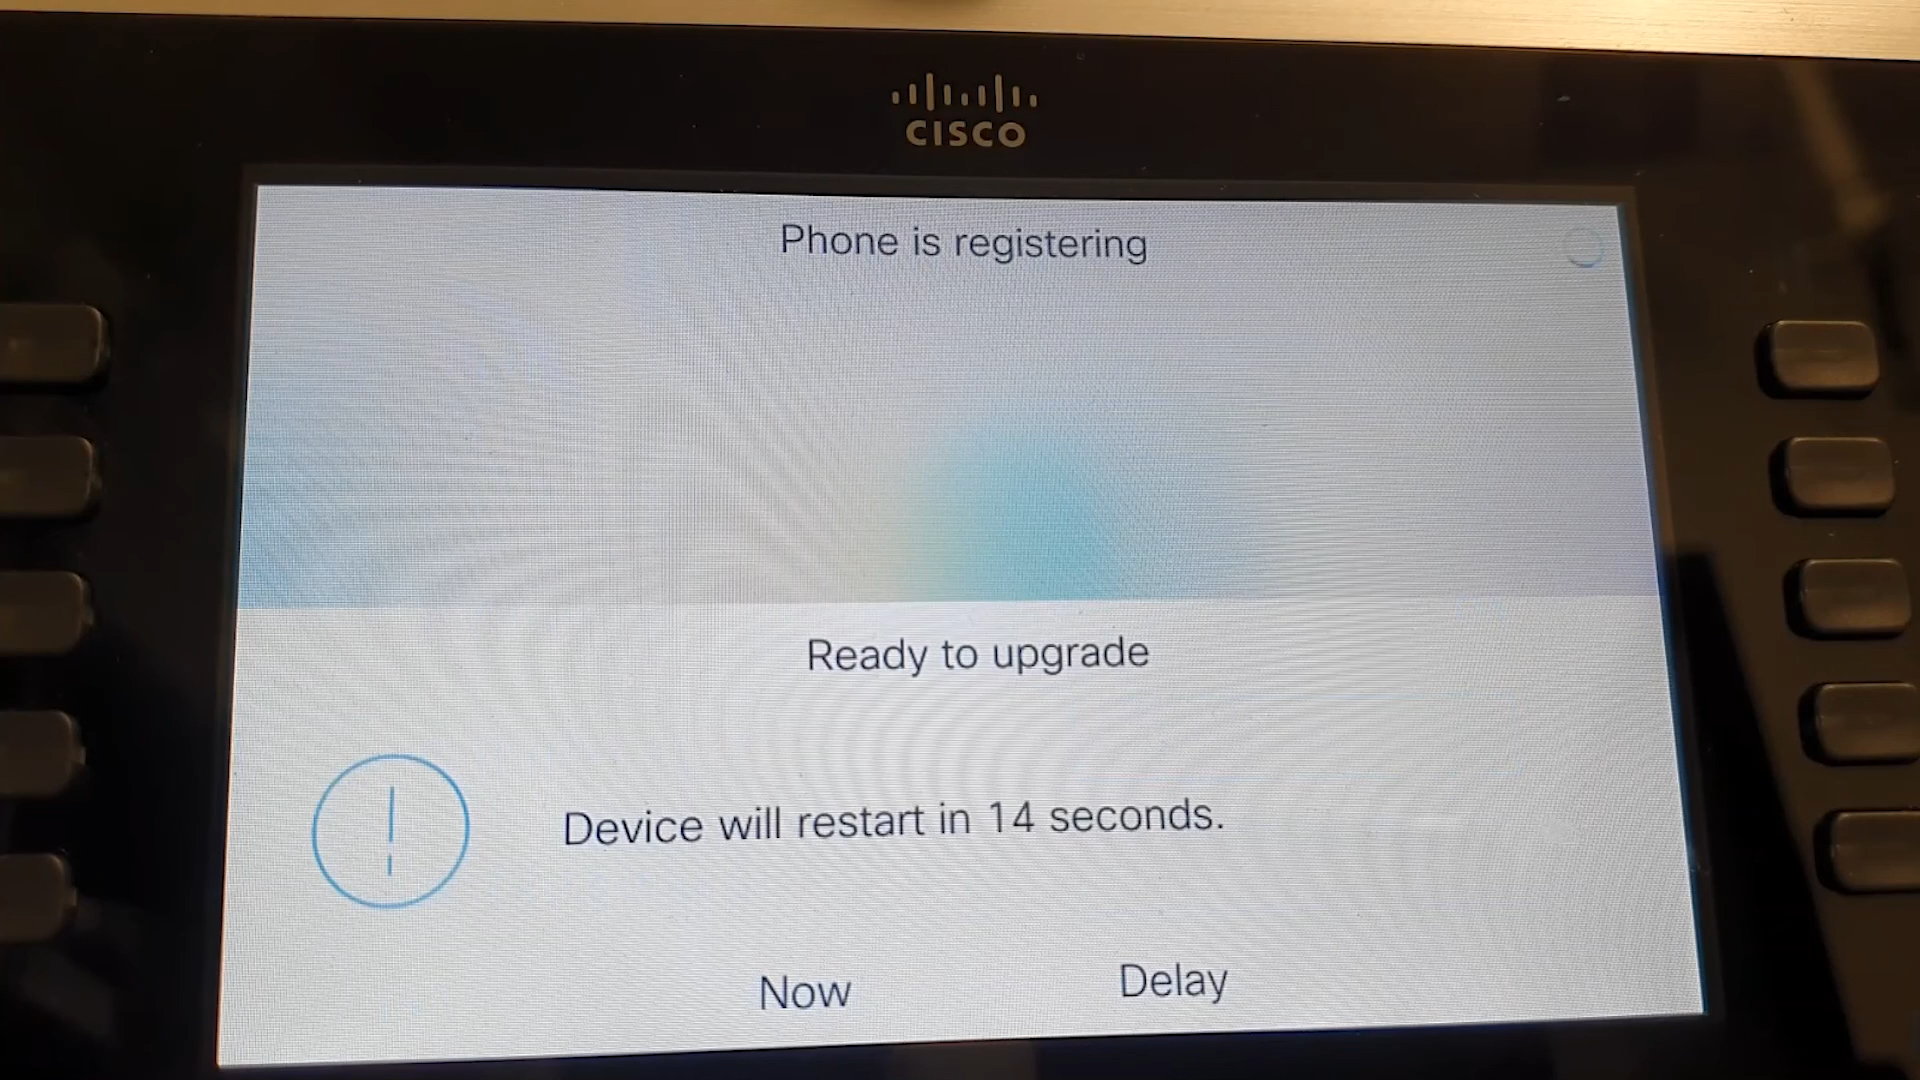 CISCO
Phone is registering
Ready to upgrade
Device will restart in 14 seconds.
Now Delay